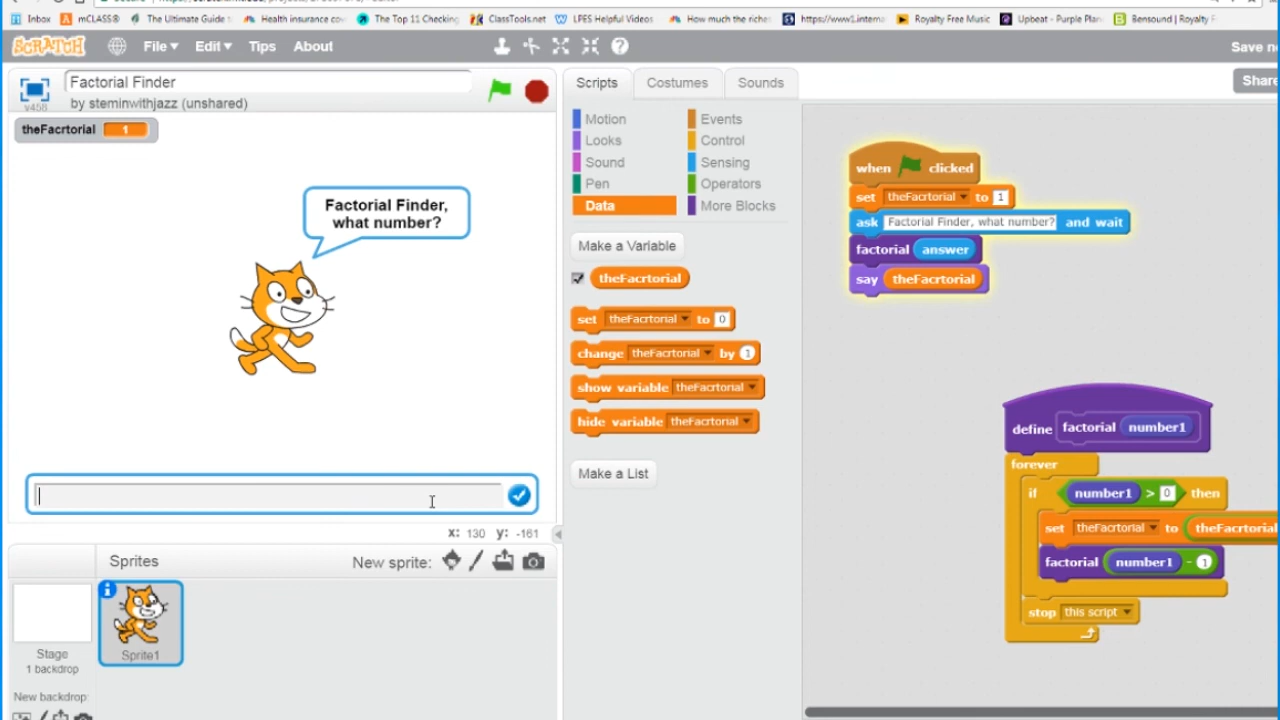 Inbox mCLASS® The Ultimate Guide Health insurance co The Top 11 Checking ClassTools.net LPES Helpful Videos How much the riche https://www1.interna Royalty Free Music Upbeat - Purple Plan Bensound | Royalty F
SCRATCH File Edit Tips About Save n
Factorial Finder
v458 by steminwithjazz (unshared)
Share
theFacrtorial 1
Factorial Finder,
what number?
x: 130 y: -161
Sprites New sprite:
Stage
1 backdrop
New backdrop:
Sprite1
Scripts Costumes Sounds
Motion Events
Looks Control
Sound Sensing
Pen Operators
Data More Blocks
Make a Variable
theFacrtorial
set theFacrtorial to 0
change theFacrtorial by 1
show variable theFacrtorial
hide variable theFacrtorial
Make a List
when clicked
set theFacrtorial to 1
ask Factorial Finder, what number? and wait
factorial answer
say theFacrtorial
define factorial number1
forever
if number1 > 0 then
set theFacrtorial to theFacrtorial
factorial number1 - 1
stop this script